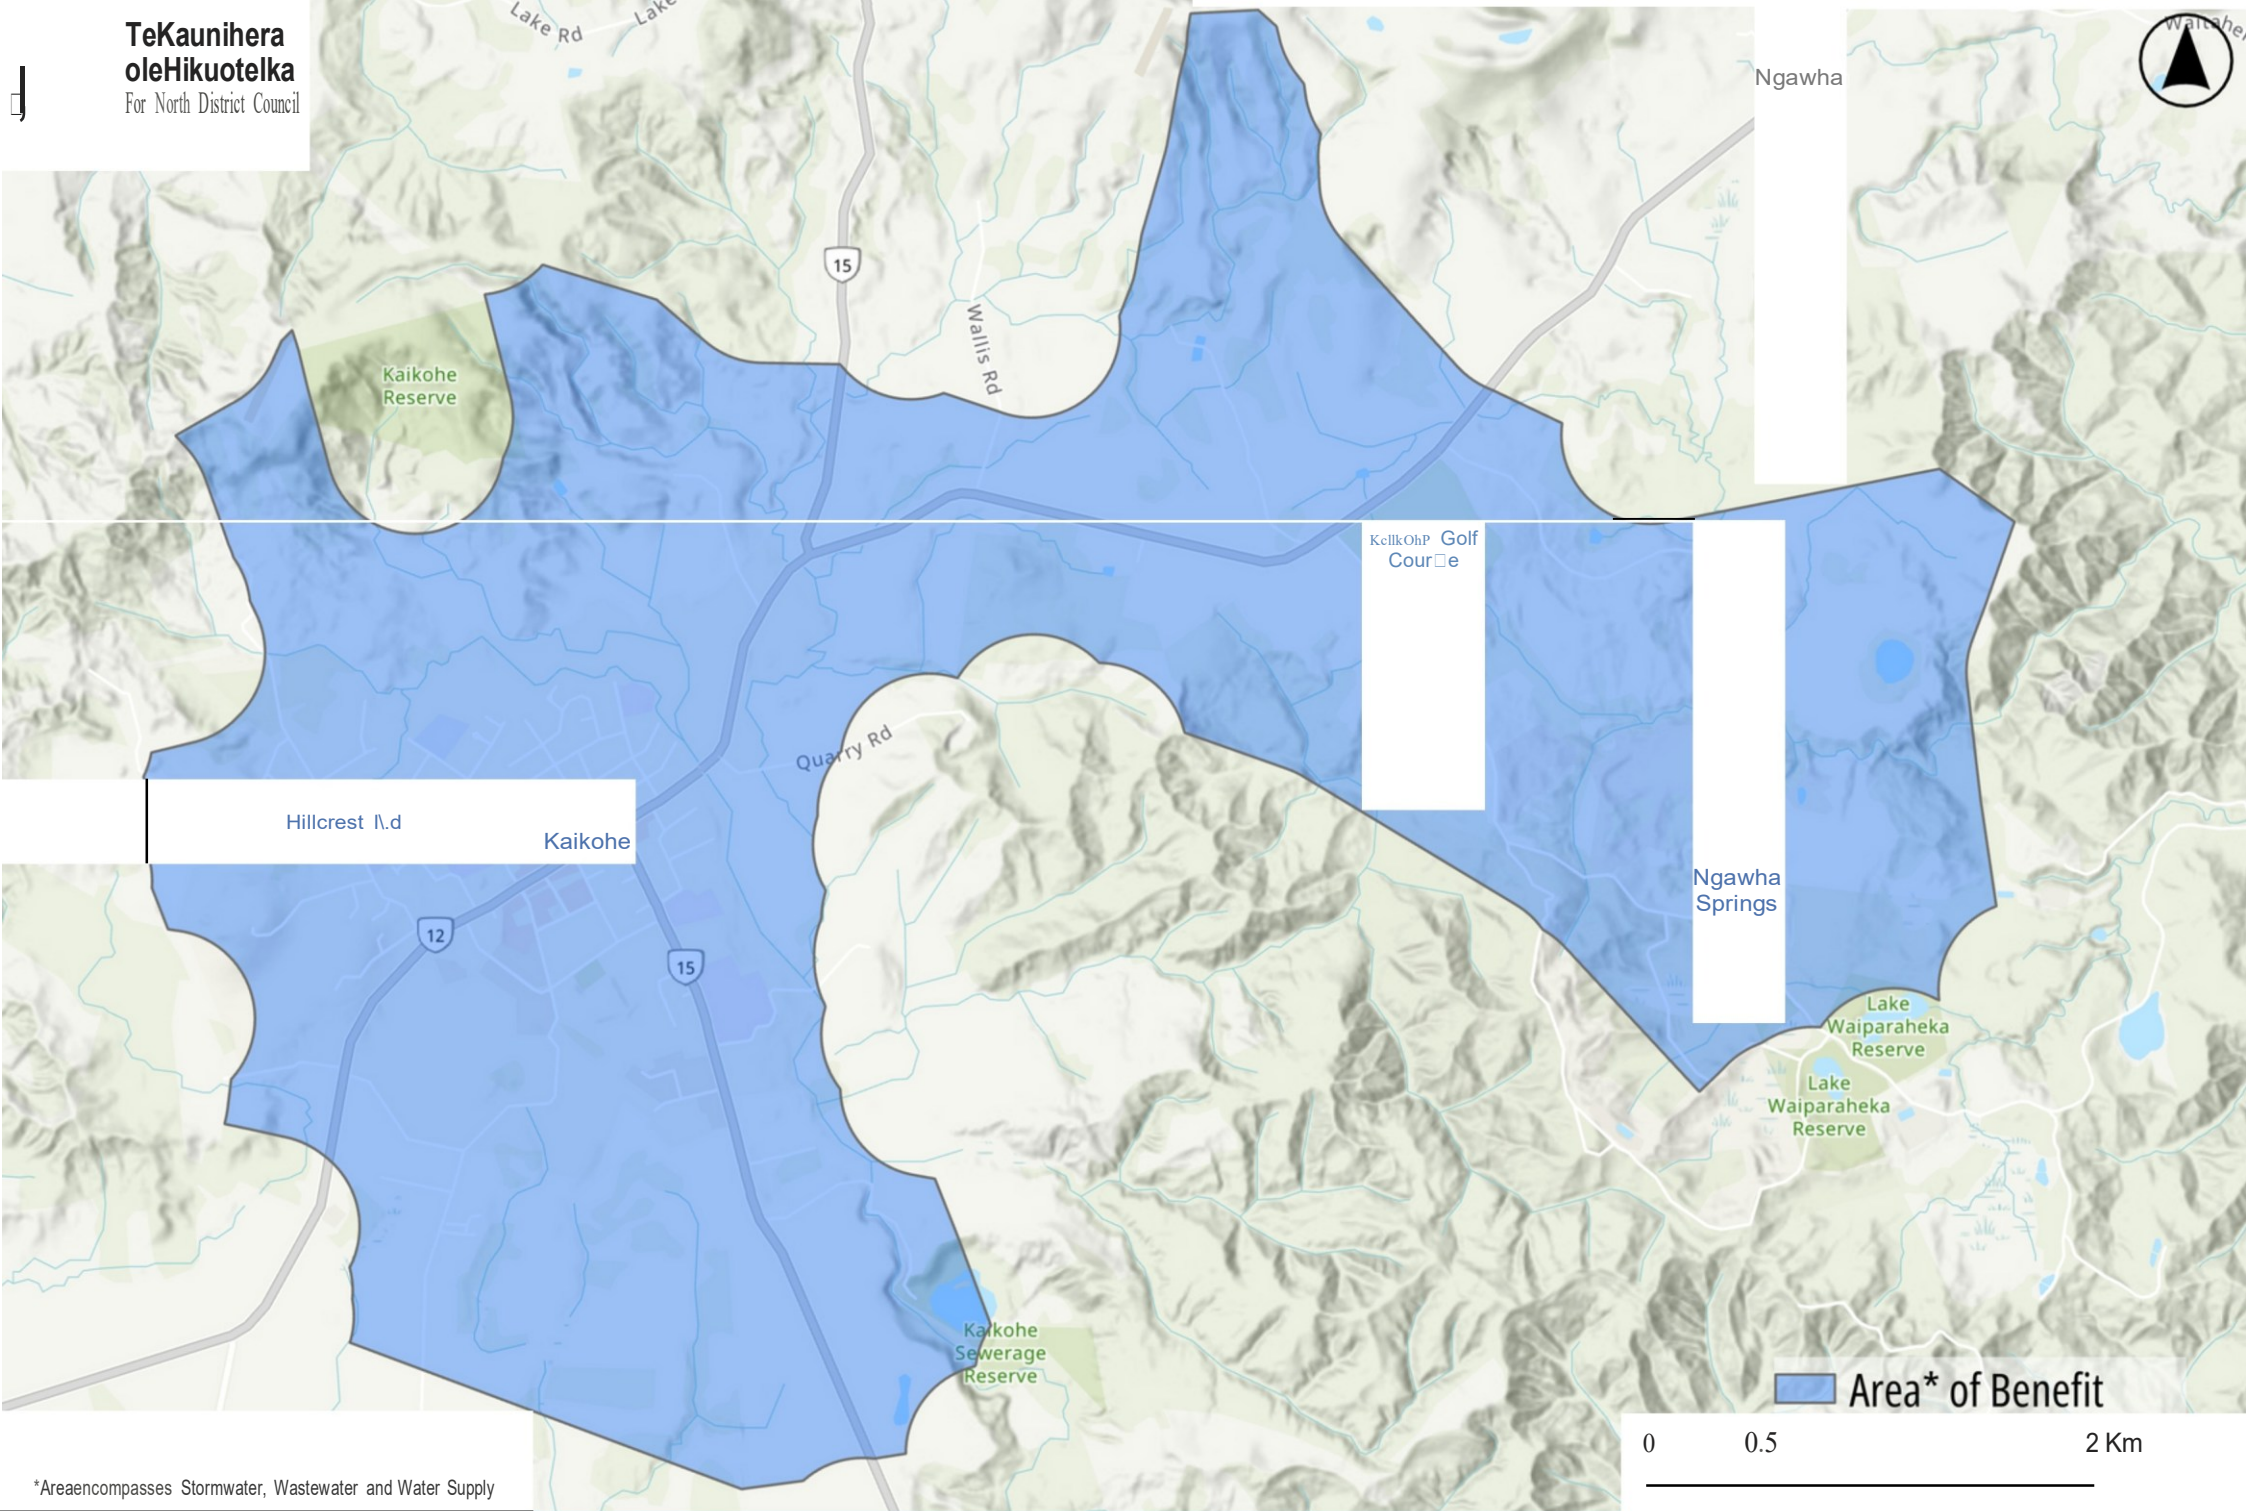 TeKaunihera
oleHikuotelka
For North District Council
Lake Rd
Lake
Ngawha
15
Wallis Rd
Kaikohe
Reserve
KcllkOhP Golf
Cour□e
Quarry Rd
Hillcrest l\.d
Kaikohe
Ngawha
Springs
12
15
Lake
Waiparaheka
Reserve
Lake
Waiparaheka
Reserve
Kaikohe
Sewerage
Reserve
Area* of Benefit
0 0.5 2 Km
*Areaencompasses Stormwater, Wastewater and Water Supply